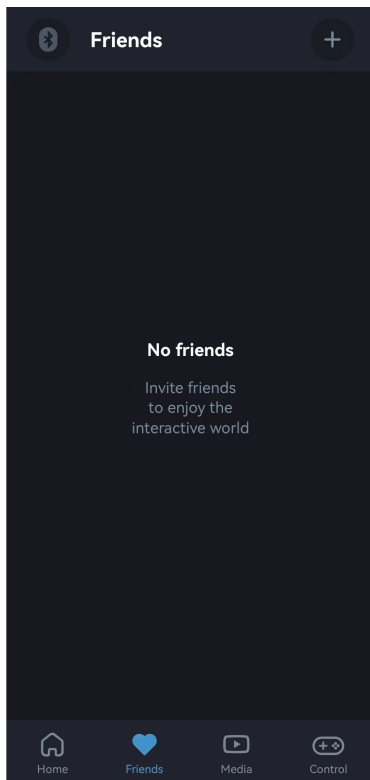 Friends
No friends
Invite friends
to enjoy the
interactive world
Home
Friends
Media
Control